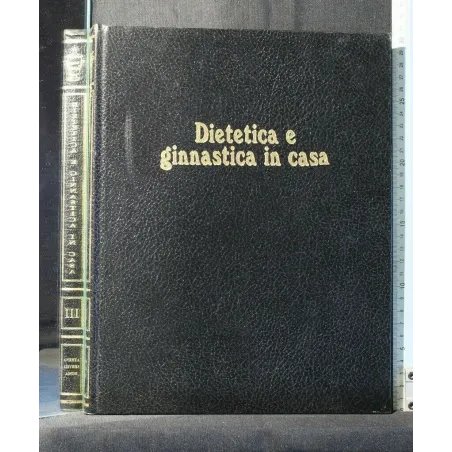 Dietetica e
ginnastica in casa
DIETETICA E GINNASTICA IN CASA
III